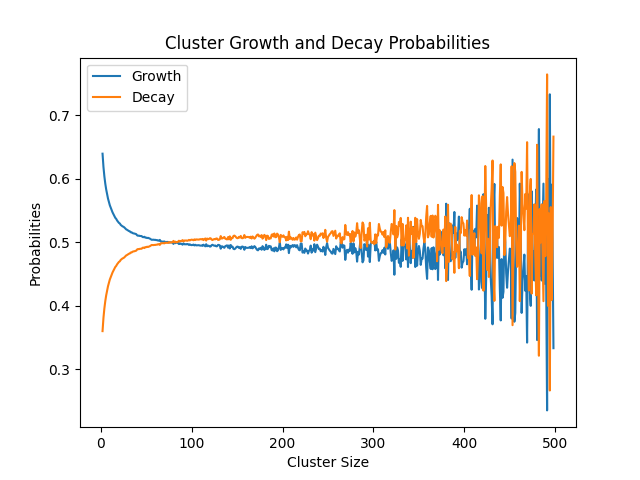 Cluster Growth and Decay Probabilities
Growth
Decay
0.7
0.6
0.5
0.4
0.3
Probabilities
0
100
200
300
400
500
Cluster Size